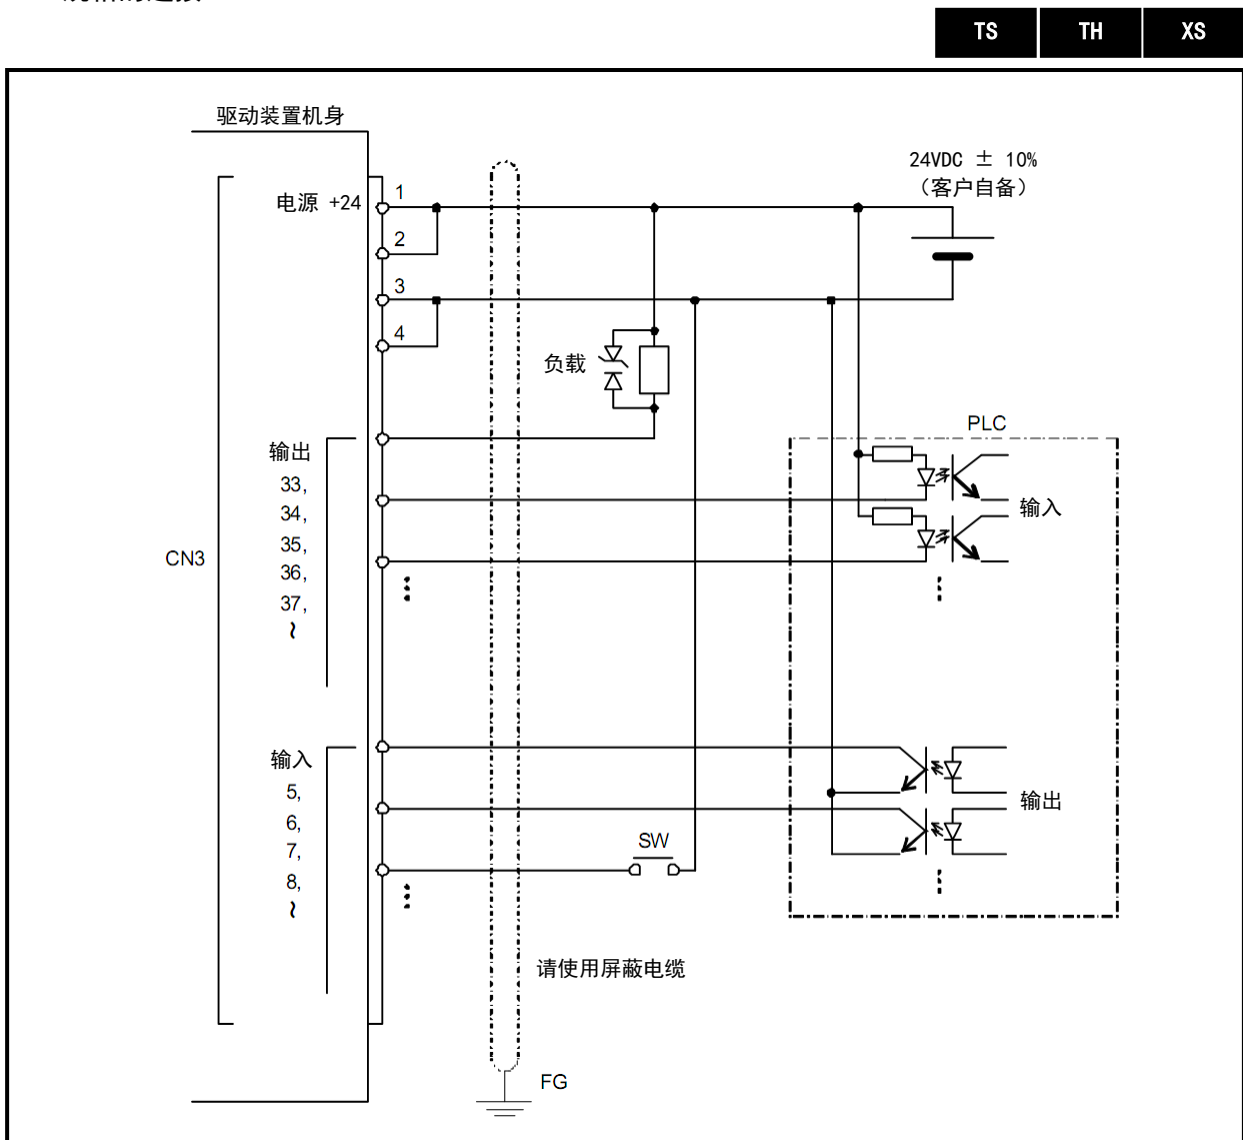 TS TH XS
驱动装置机身
24VDC ± 10%
（客户自备）
电源 +24
1
2
3
4
负载
PLC
输出
33,
34,
35,
36,
37,
~
输入
CN3
输入
5,
6,
7,
8,
~
SW
输出
请使用屏蔽电缆
FG